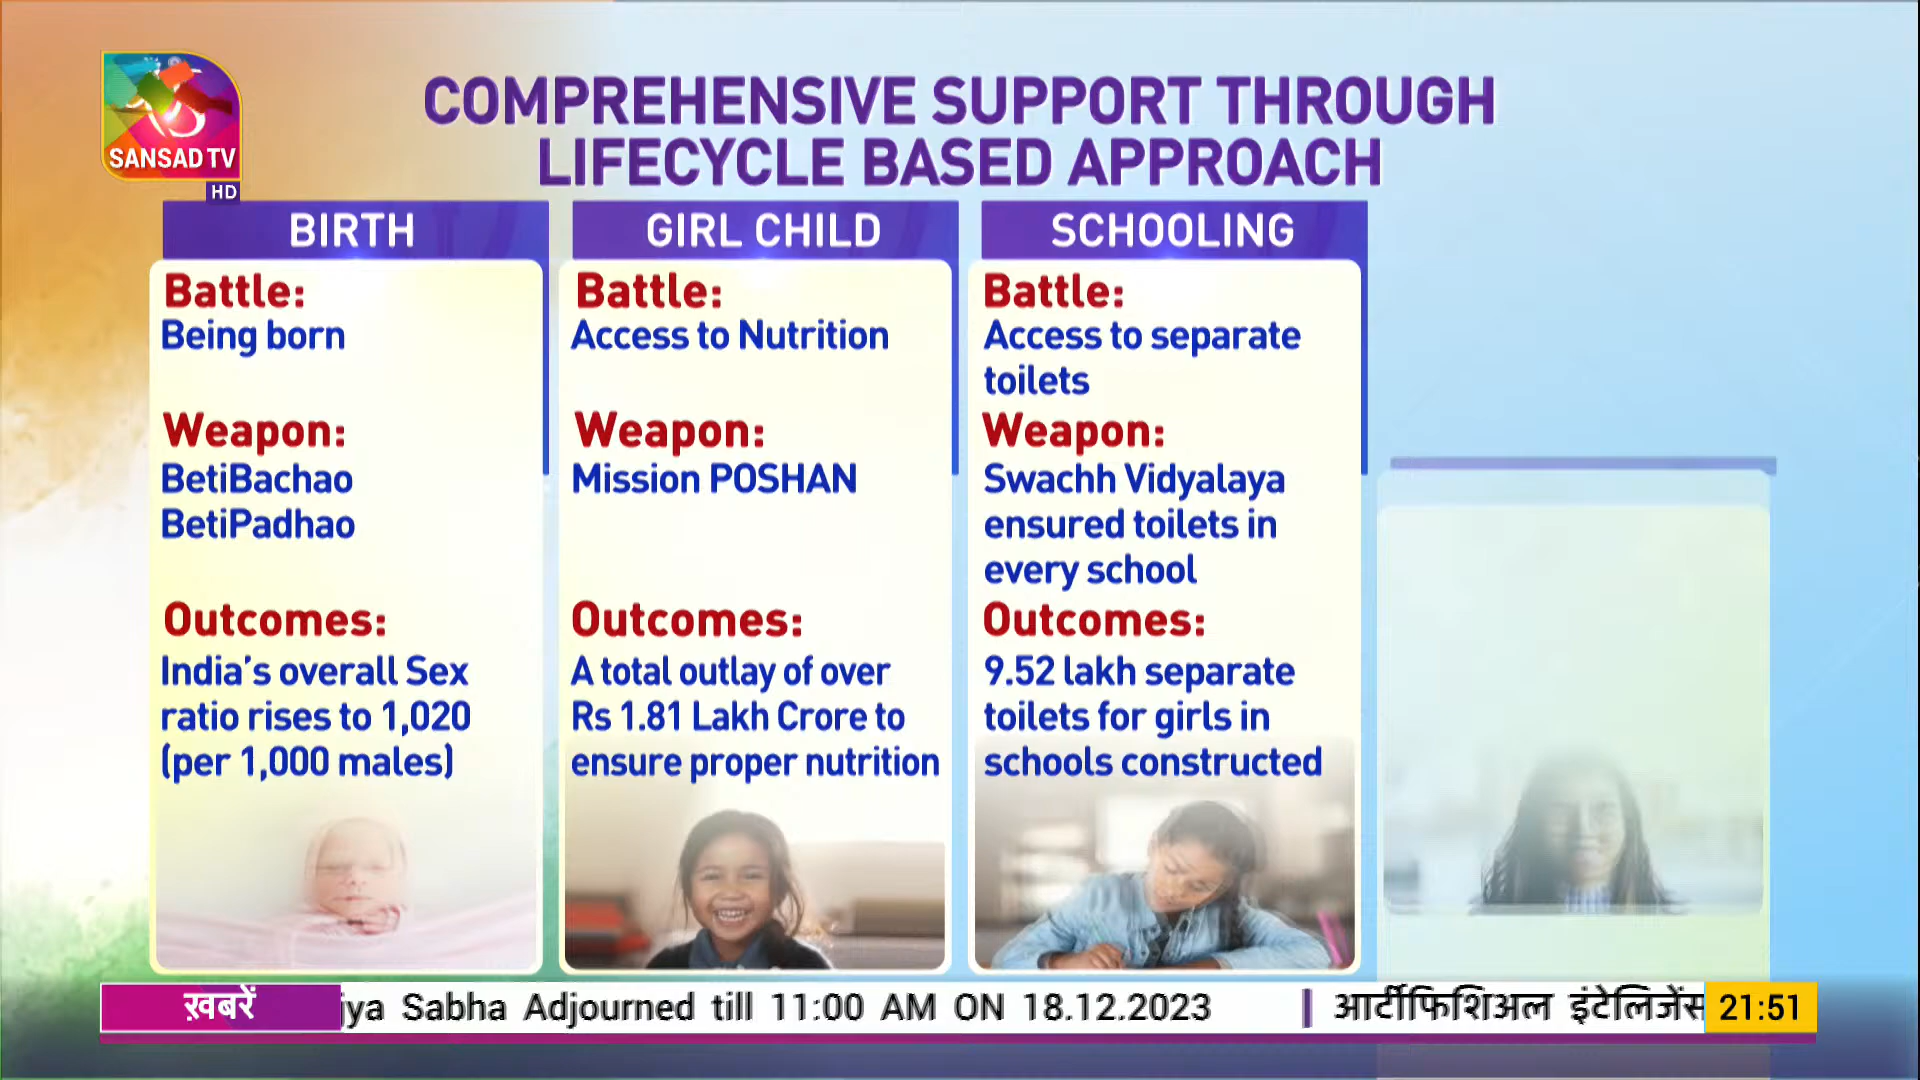 SANSAD TV
HD
COMPREHENSIVE SUPPORT THROUGH
LIFECYCLE BASED APPROACH
BIRTH
Battle:
Being born
Weapon:
BetiBachao
BetiPadhao
Outcomes:
India's overall Sex
ratio rises to 1,020
(per 1,000 males)
GIRL CHILD
Battle:
Access to Nutrition
Weapon:
Mission POSHAN
Outcomes:
A total outlay of over
Rs 1.81 Lakh Crore to
ensure proper nutrition
SCHOOLING
Battle:
Access to separate
toilets
Weapon:
Swachh Vidyalaya
ensured toilets in
every school
Outcomes:
9.52 lakh separate
toilets for girls in
schools constructed
ख़बरें
Sabha Adjourned till 11:00 AM ON 18.12.2023 | आर्टीफिशिअल इंटेलिजेंस
21:51